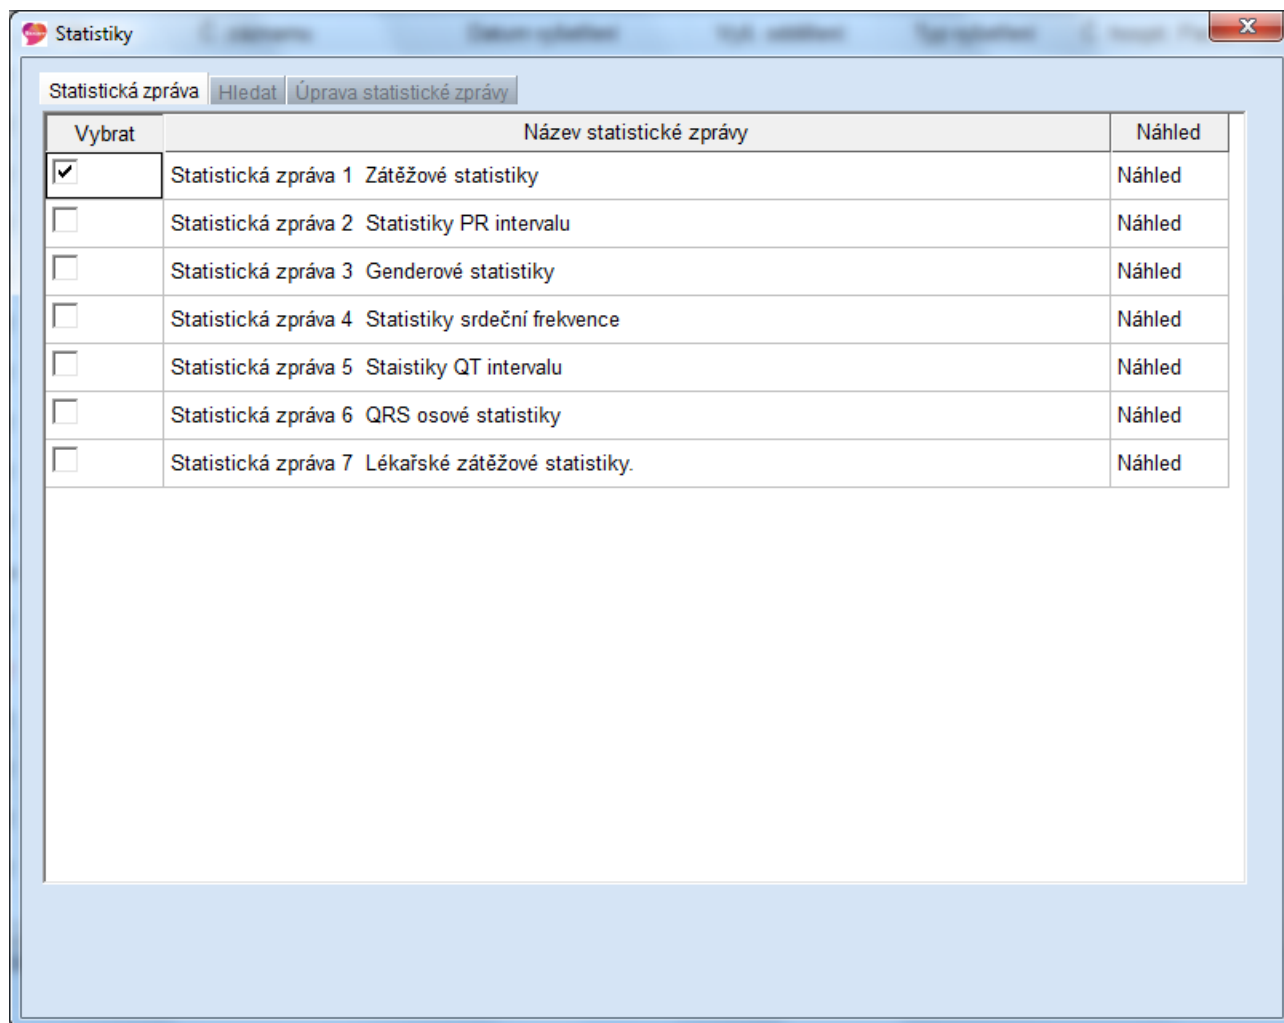 Statistiky
Statistická zpráva Hledat Úprava statistické zprávy
Vybrat Název statistické zprávy Náhled
Statistická zpráva 1 Zátěžové statistiky Náhled
Statistická zpráva 2 Statistiky PR intervalu Náhled
Statistická zpráva 3 Genderové statistiky Náhled
Statistická zpráva 4 Statistiky srdeční frekvence Náhled
Statistická zpráva 5 Staistiky QT intervalu Náhled
Statistická zpráva 6 QRS osové statistiky Náhled
Statistická zpráva 7 Lékařské zátěžové statistiky. Náhled